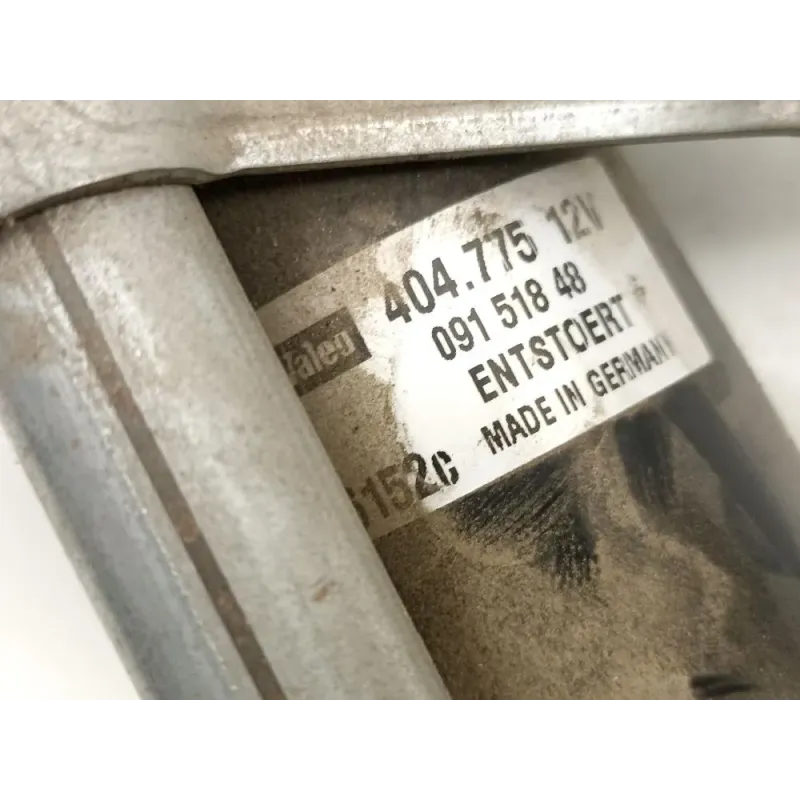 404.775 12V
Valeo
091 518 48
ENTSTOERT
MADE IN GERMANY
5152C